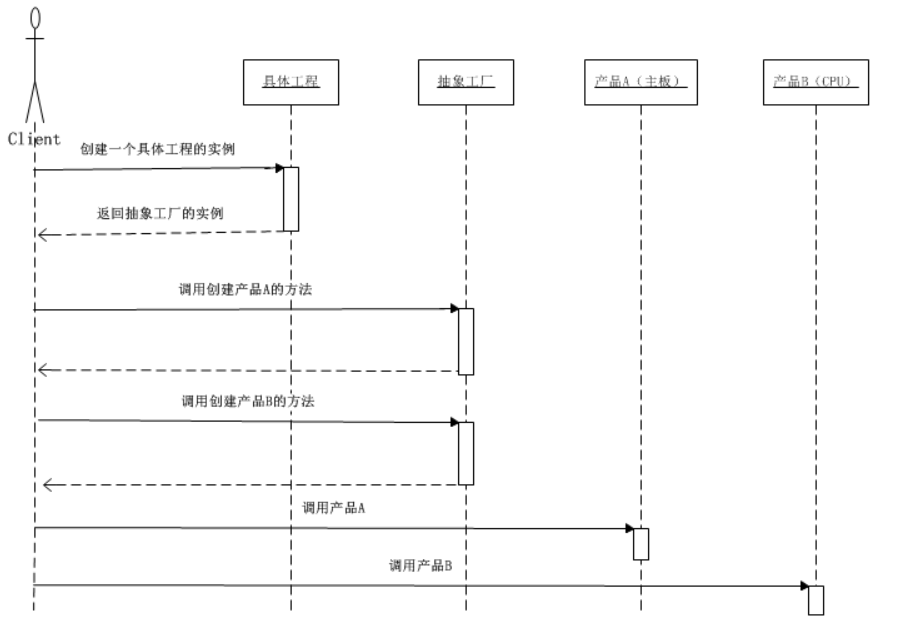 具体工程
抽象工厂
产品A（主板）
产品B（CPU）
Client
创建一个具体工程的实例
返回抽象工厂的实例
调用创建产品A的方法
调用创建产品B的方法
调用产品A
调用产品B